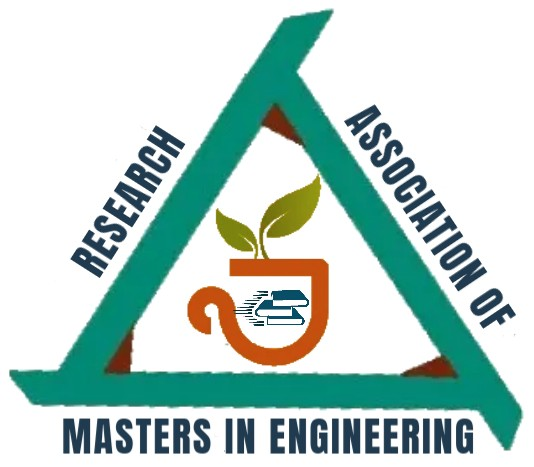 RESEARCH
ASSOCIATION OF
MASTERS IN ENGINEERING